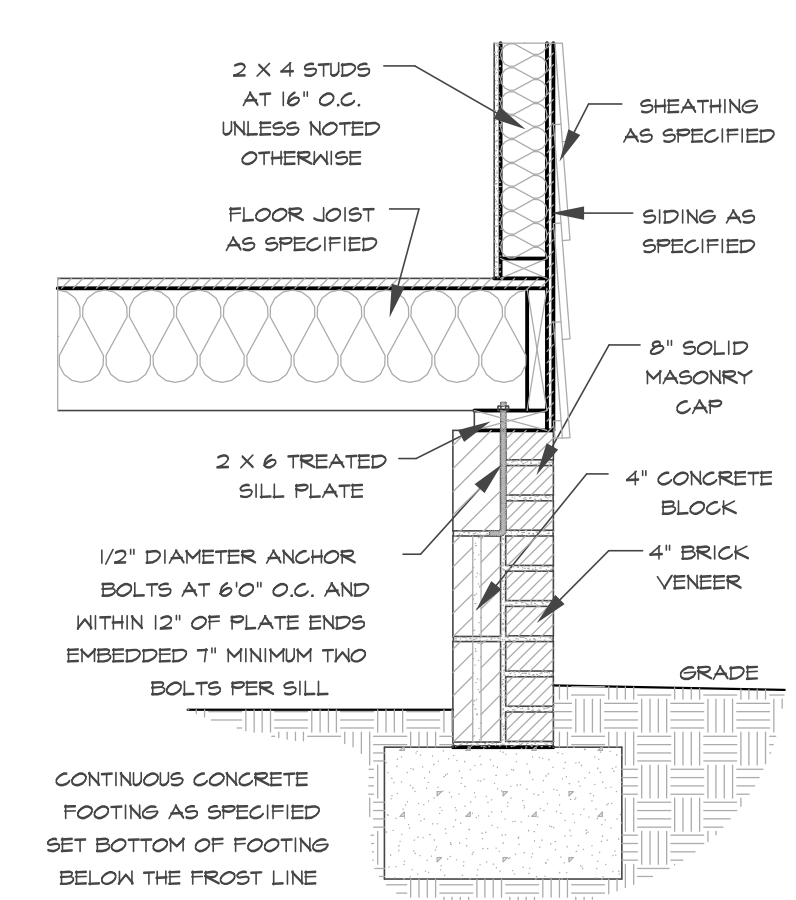 2 X 4 STUDS
AT 16" O.C.
UNLESS NOTED
OTHERWISE
SHEATHING
AS SPECIFIED
FLOOR JOIST
AS SPECIFIED
SIDING AS
SPECIFIED
8" SOLID
MASONRY
CAP
2 X 6 TREATED
SILL PLATE
4" CONCRETE
BLOCK
1/2" DIAMETER ANCHOR
BOLTS AT 6'0" O.C. AND
WITHIN 12" OF PLATE ENDS
EMBEDDED 7" MINIMUM TWO
BOLTS PER SILL
4" BRICK
VENEER
GRADE
CONTINUOUS CONCRETE
FOOTING AS SPECIFIED
SET BOTTOM OF FOOTING
BELOW THE FROST LINE